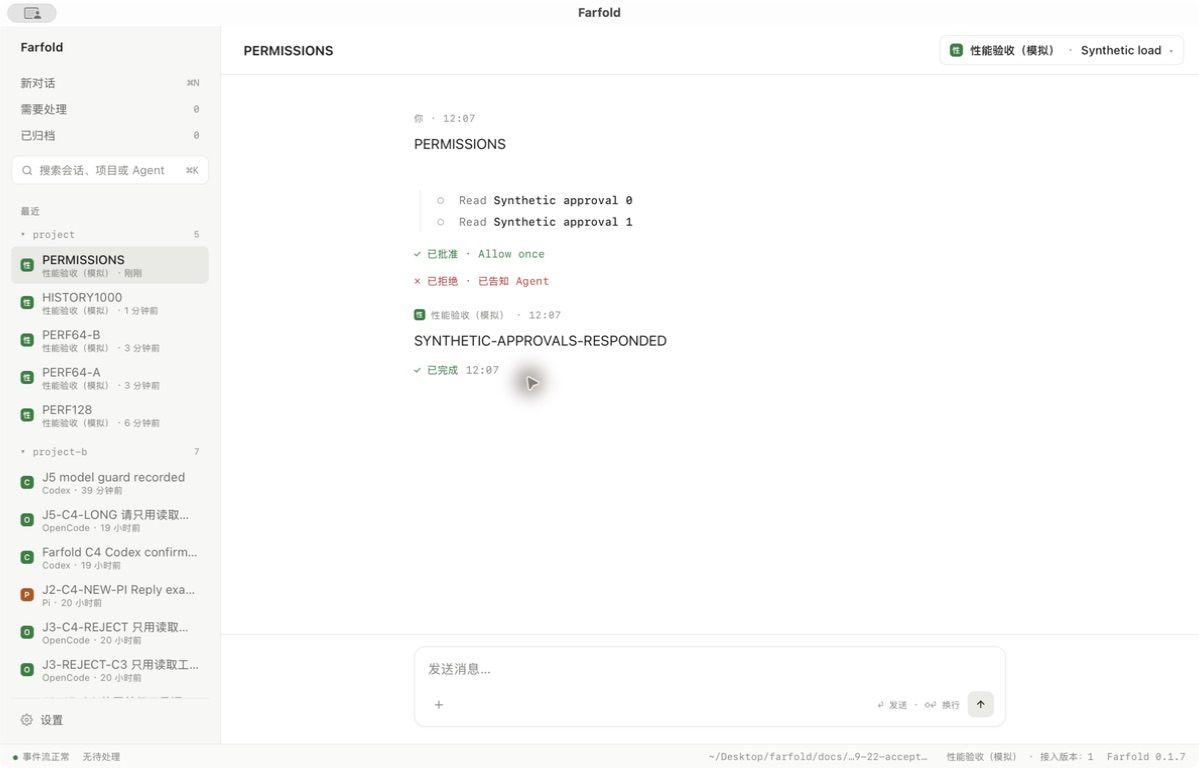 Farfold
Farfold
新对话 ⌘N
需要处理 0
已归档 0
搜索会话、项目或 Agent ⌘K
最近
project 5
性 PERMISSIONS
性能验收（模拟） · 刚刚
性 HISTORY1000
性能验收（模拟） · 1 分钟前
性 PERF64-B
性能验收（模拟） · 3 分钟前
性 PERF64-A
性能验收（模拟） · 3 分钟前
性 PERF128
性能验收（模拟） · 6 分钟前
project-b 7
C J5 model guard recorded
Codex · 39 分钟前
O J5-C4-LONG 请只用读取...
OpenCode · 19 小时前
C Farfold C4 Codex confirm...
Codex · 19 小时前
P J2-C4-NEW-PI Reply exa...
Pi · 20 小时前
O J3-C4-REJECT 只用读取...
OpenCode · 20 小时前
O J3-REJECT-C3 只用读取工...
OpenCode · 20 小时前
设置
PERMISSIONS
性 性能验收（模拟） · Synthetic load
你 · 12:07
PERMISSIONS
Read Synthetic approval 0
Read Synthetic approval 1
✓ 已批准 · Allow once
× 已拒绝 · 已告知 Agent
性 性能验收（模拟） · 12:07
SYNTHETIC-APPROVALS-RESPONDED
✓ 已完成 12:07
发送消息...
+ 发送 · 换行
事件流正常 无待处理
~/Desktop/farfold/docs/…9-22-accept… 性能验收（模拟） · 接入版本: 1 Farfold 0.1.7